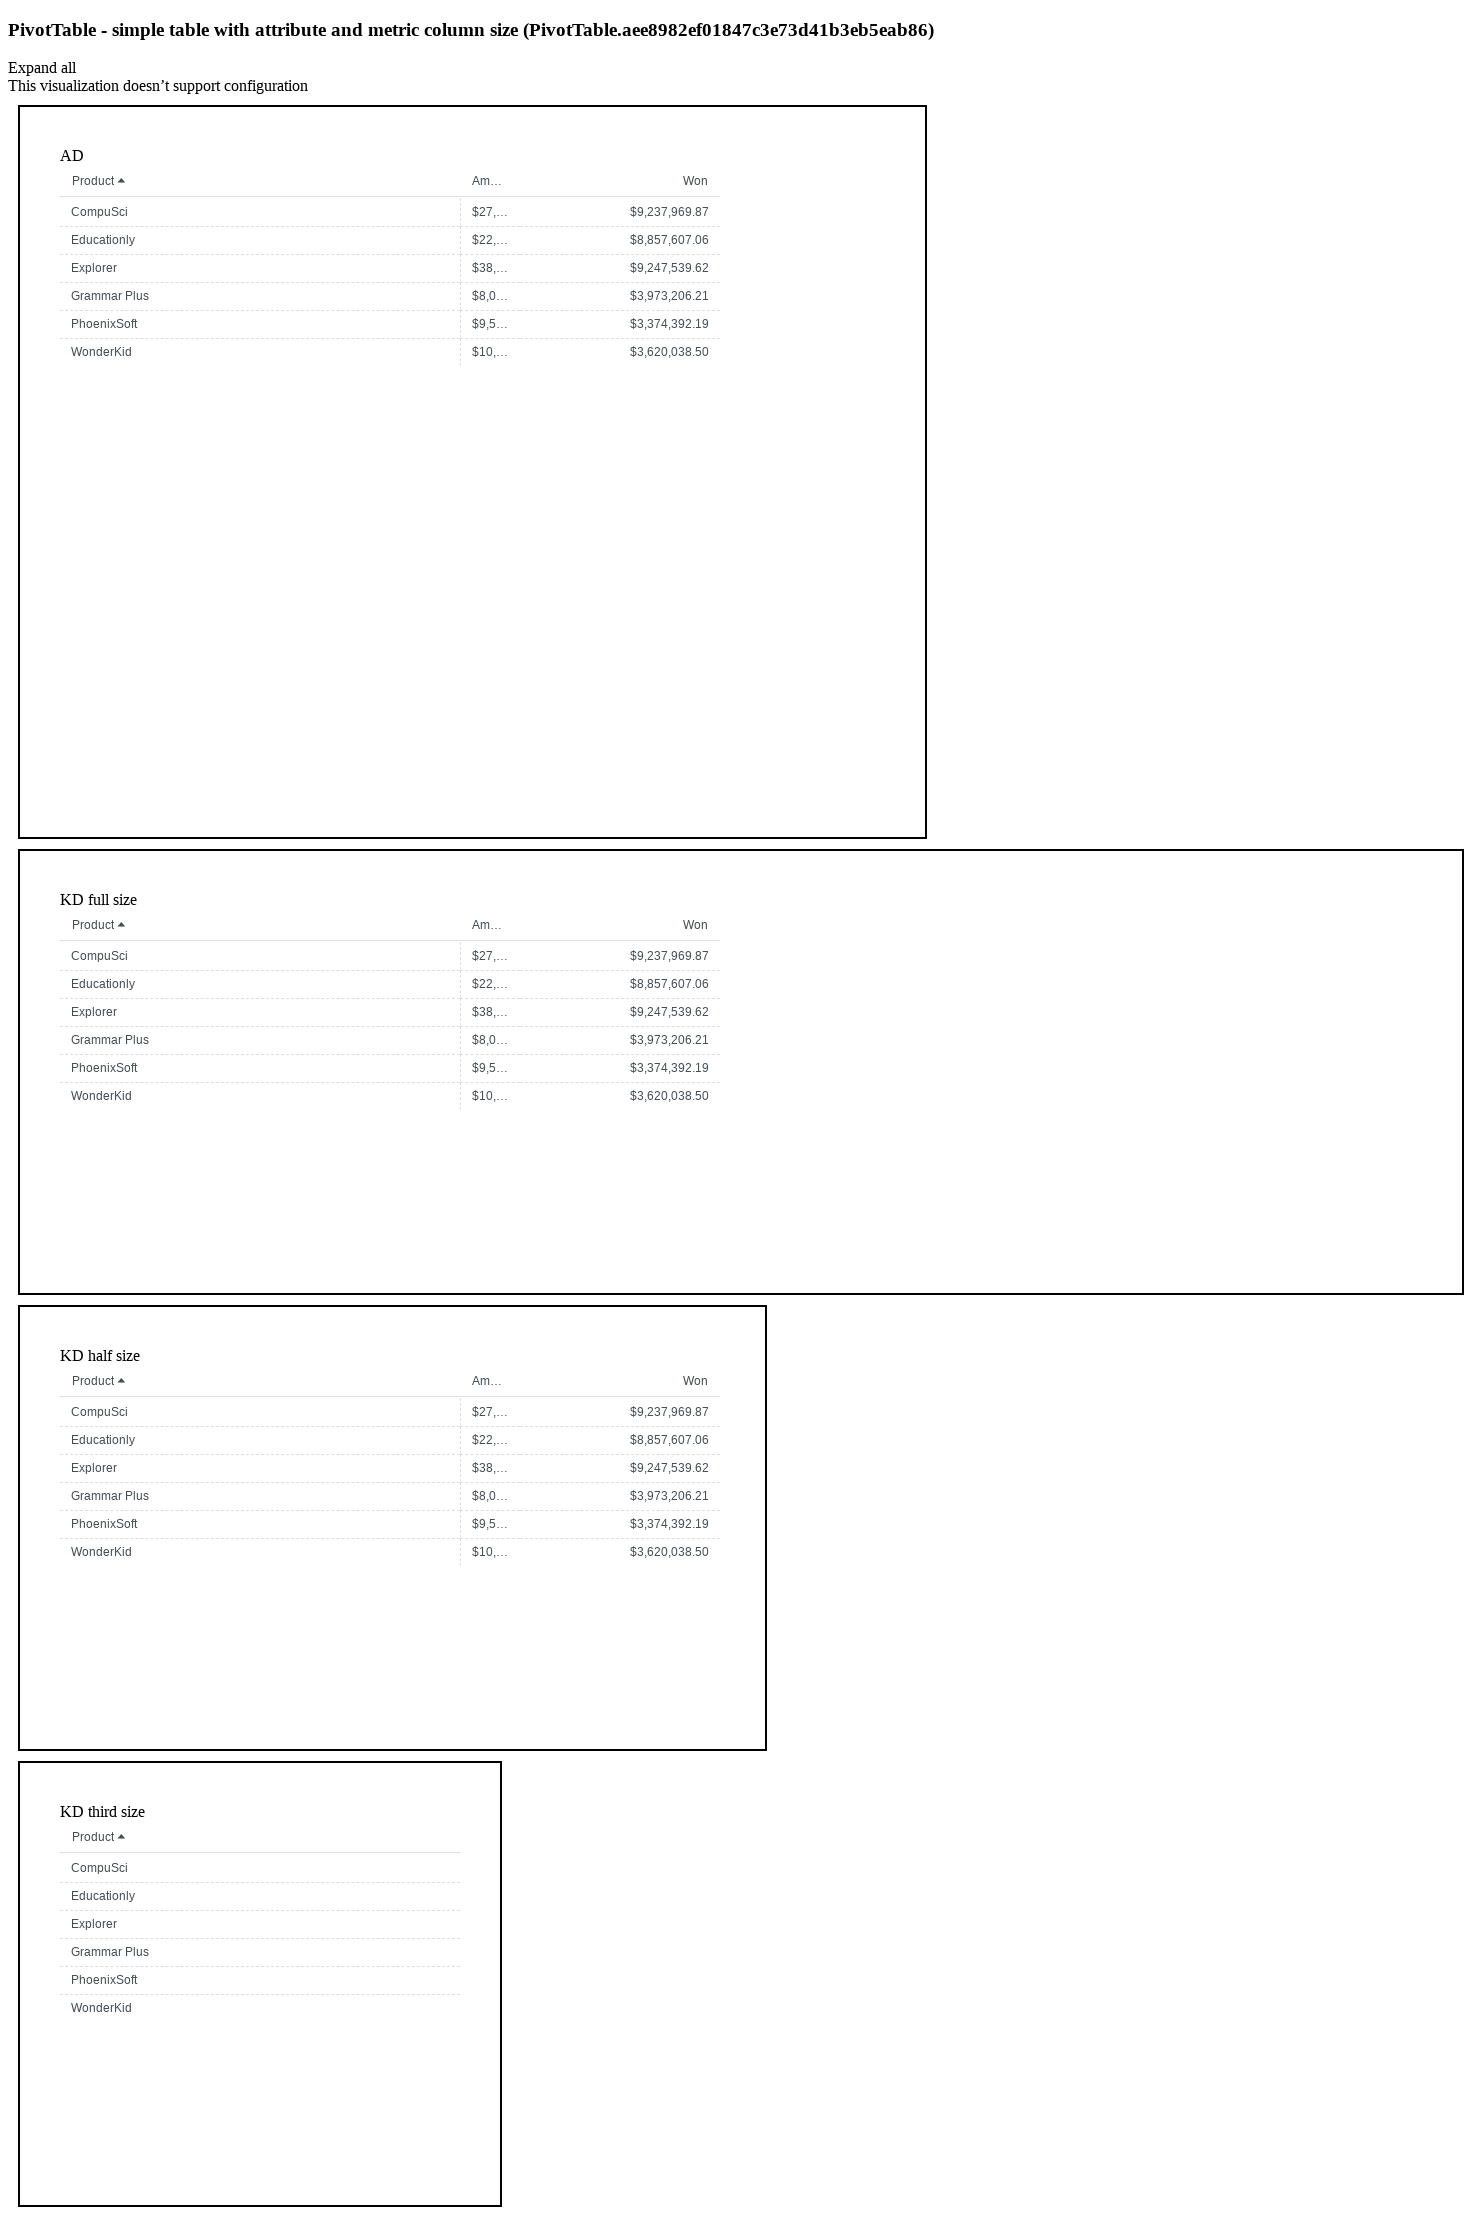 PivotTable - simple table with attribute and metric column size (PivotTable.aee8982ef01847c3e73d41b3eb5eab86)
Expand all
This visualization doesn’t support configuration
AD
Product Am… Won
CompuSci $27,… $9,237,969.87
Educationly $22,… $8,857,607.06
Explorer $38,… $9,247,539.62
Grammar Plus $8,0… $3,973,206.21
PhoenixSoft $9,5… $3,374,392.19
WonderKid $10,… $3,620,038.50
KD full size
Product Am… Won
CompuSci $27,… $9,237,969.87
Educationly $22,… $8,857,607.06
Explorer $38,… $9,247,539.62
Grammar Plus $8,0… $3,973,206.21
PhoenixSoft $9,5… $3,374,392.19
WonderKid $10,… $3,620,038.50
KD half size
Product Am… Won
CompuSci $27,… $9,237,969.87
Educationly $22,… $8,857,607.06
Explorer $38,… $9,247,539.62
Grammar Plus $8,0… $3,973,206.21
PhoenixSoft $9,5… $3,374,392.19
WonderKid $10,… $3,620,038.50
KD third size
Product
CompuSci
Educationly
Explorer
Grammar Plus
PhoenixSoft
WonderKid